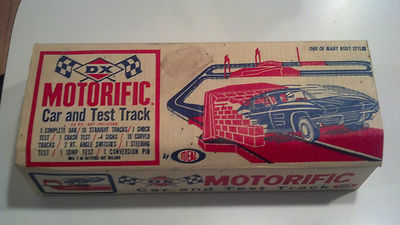 ONE OF MANY BODY STYLES
DX
MOTORIFIC
Car and Test Track
1 COMPLETE CAR / 10 STRAIGHT TRACKS / 1 SHOCK
TEST / 1 CRASH TEST / 4 SIGNS / 10 CURVED
TRACKS / 2 RT. ANGLE SWITCHES / 1 STEERING
TEST / 1 JUMP TEST / 1 CONVERSION PIN
by IDEAL
MOTORIFIC
Car and Test Track